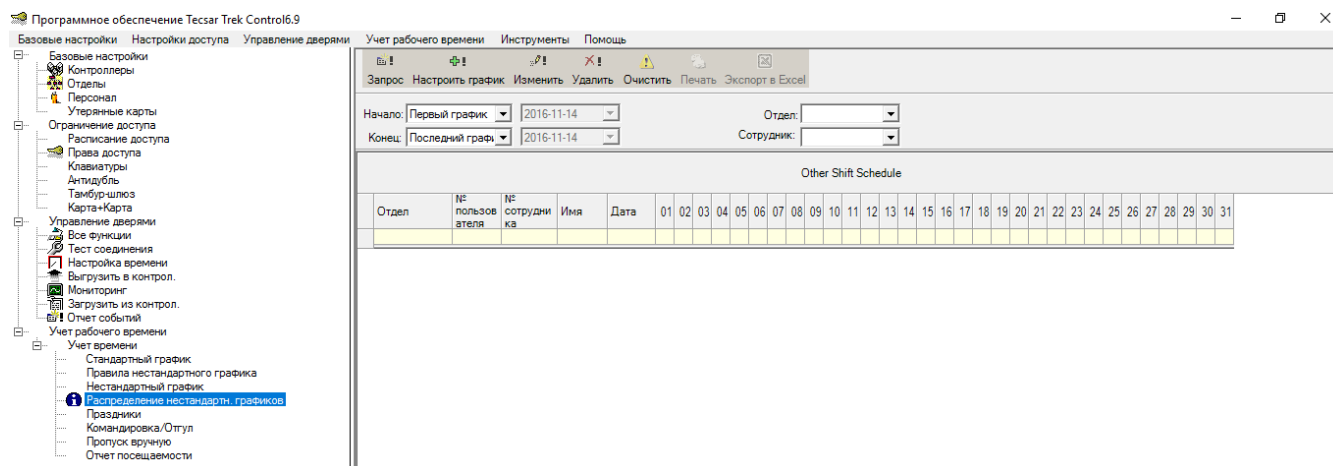 Программное обеспечение Tecsar Trek Control6.9
Базовые настройки Настройки доступа Управление дверями Учет рабочего времени Инструменты Помощь
Базовые настройки
Контроллеры
Отделы
Персонал
Утерянные карты
Ограничение доступа
Расписание доступа
Права доступа
Клавиатуры
Антидубль
Тамбур-шлюз
Карта+Карта
Управление дверями
Все функции
Тест соединения
Настройка времени
Выгрузить в контрол.
Мониторинг
Загрузить из контрол.
Отчет событий
Учет рабочего времени
Учет времени
Стандартный график
Правила нестандартного графика
Нестандартный график
Распределение нестандартн. графиков
Праздники
Командировка/Отгул
Пропуск вручную
Отчет посещаемости
Запрос Настроить график Изменить Удалить Очистить Печать Экспорт в Excel
Начало: Первый график 2016-11-14 Отдел:
Конец: Последний графи 2016-11-14 Сотрудник:
Other Shift Schedule
Отдел № пользователя № сотрудника Имя Дата 01 02 03 04 05 06 07 08 09 10 11 12 13 14 15 16 17 18 19 20 21 22 23 24 25 26 27 28 29 30 31